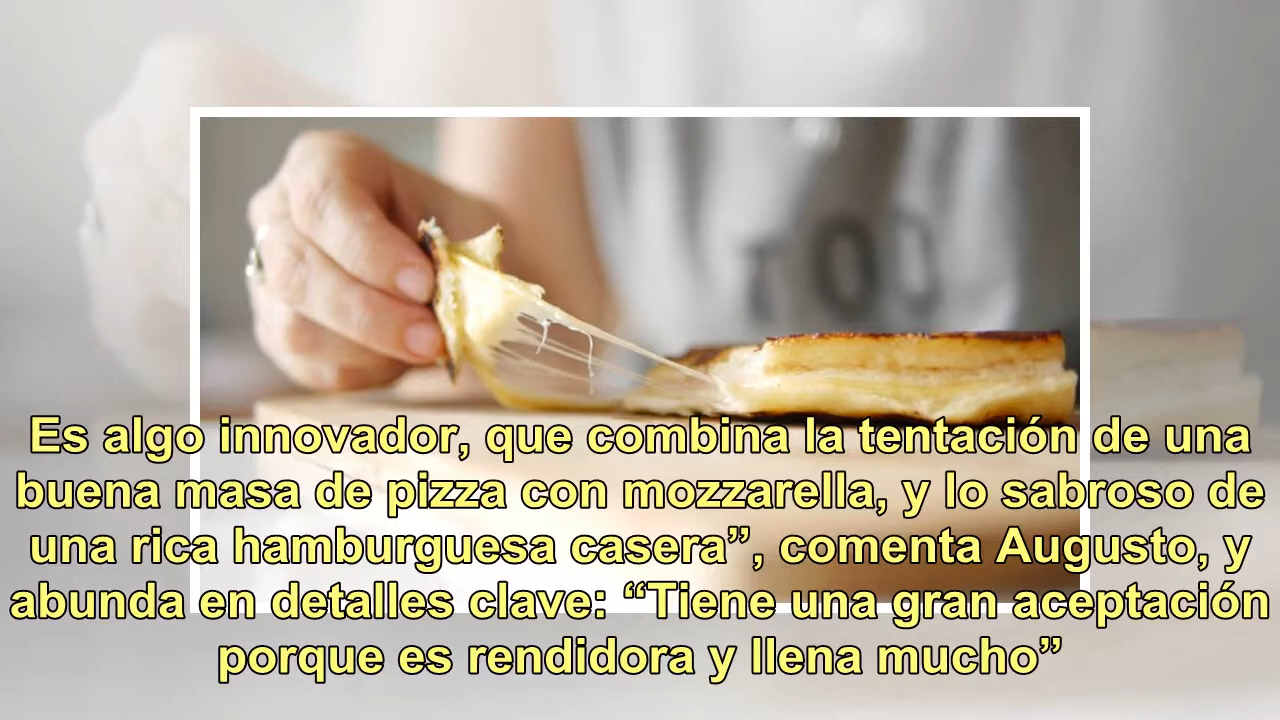 TOD
Es algo innovador, que combina la tentación de una
buena masa de pizza con mozzarella, y lo sabroso de
una rica hamburguesa casera”, comenta Augusto, y
abunda en detalles clave: “Tiene una gran aceptación
porque es rendidora y llena mucho”